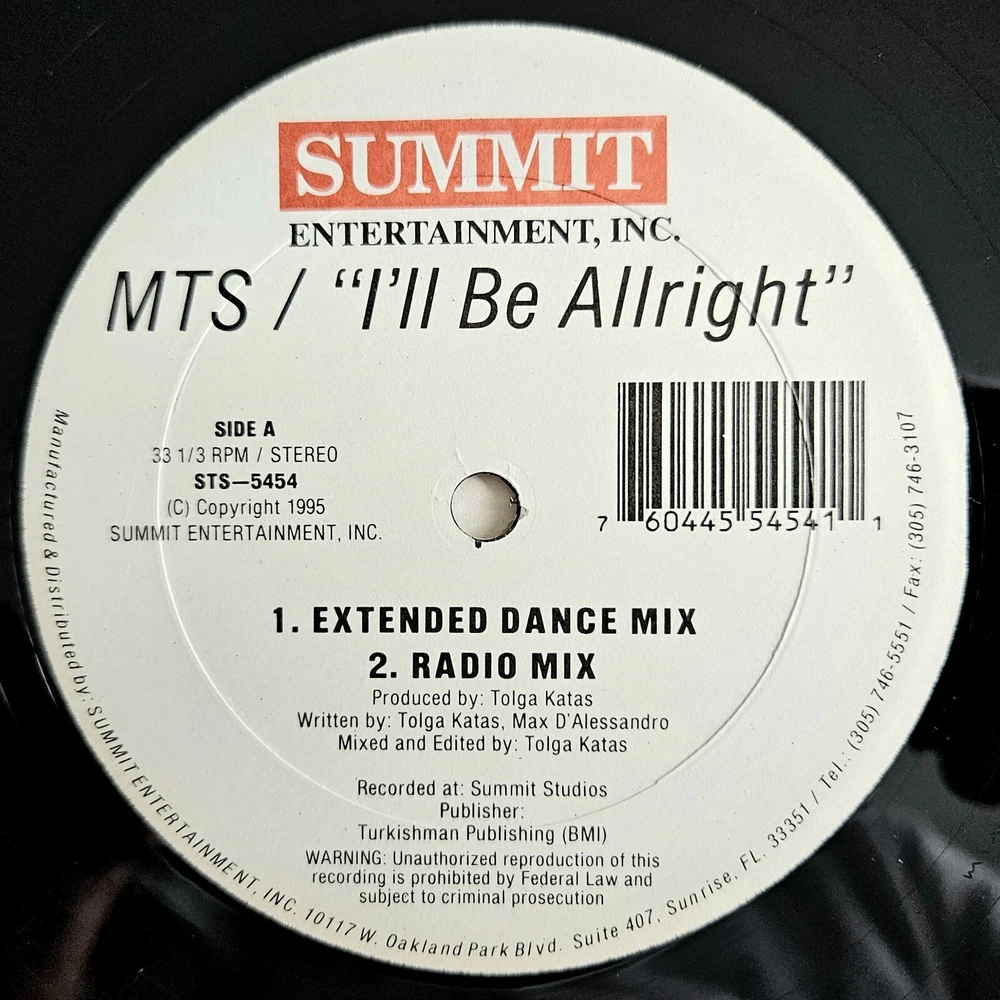 SUMMIT
ENTERTAINMENT, INC.
MTS / “I’ll Be Allright”
SIDE A
33 1/3 RPM / STEREO
STS—5454
(C) Copyright 1995
SUMMIT ENTERTAINMENT, INC.
7 60445 54541 1
1. EXTENDED DANCE MIX
2. RADIO MIX
Produced by: Tolga Katas
Written by: Tolga Katas, Max D'Alessandro
Mixed and Edited by: Tolga Katas
Recorded at: Summit Studios
Publisher:
Turkishman Publishing (BMI)
WARNING: Unauthorized reproduction of this
recording is prohibited by Federal Law and
subject to criminal prosecution
Manufactured & Distributed by: SUMMIT ENTERTAINMENT, INC. 10117 W. Oakland Park Blvd. Suite 407, Sunrise, FL. 33351 / Tel.: (305) 746-5551 / Fax: (305) 746-3107